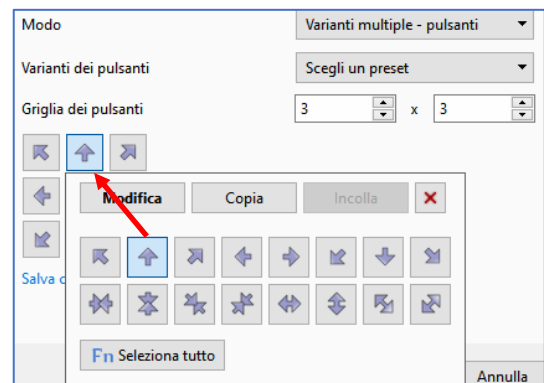 Modo Varianti multiple - pulsanti
Varianti dei pulsanti Scegli un preset
Griglia dei pulsanti 3 x 3
Modifica Copia Incolla
Salva c
Fn Seleziona tutto
Annulla